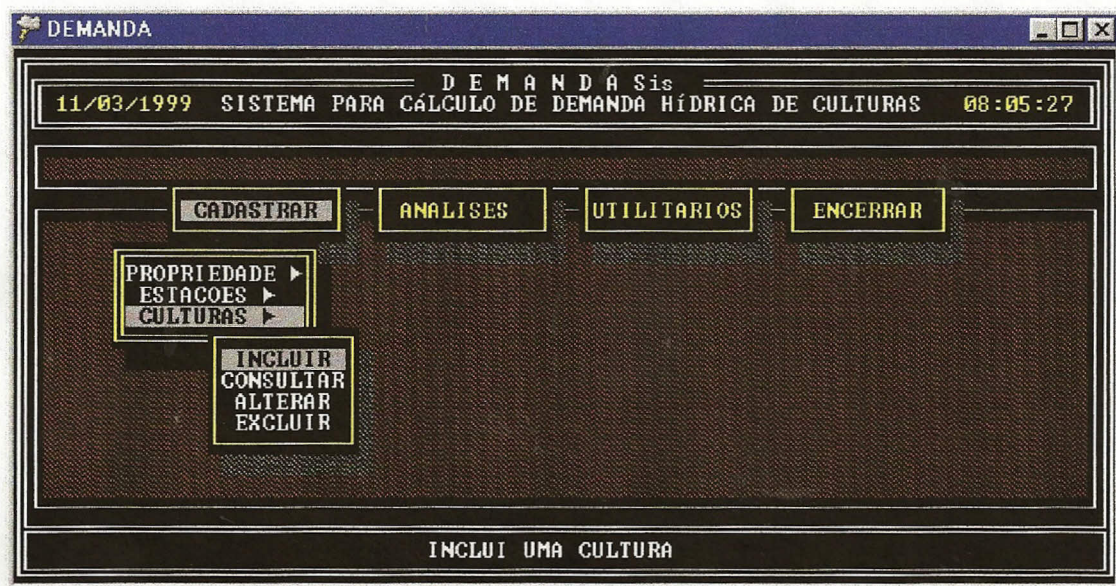 DEMANDA
D E M A N D A Sis
11/03/1999 SISTEMA PARA CÁLCULO DE DEMANDA HÍDRICA DE CULTURAS 08:05:27
CADASTRAR ANALISES UTILITARIOS ENCERRAR
PROPRIEDADE
ESTACOES
CULTURAS
INCLUIR
CONSULTAR
ALTERAR
EXCLUIR
INCLUI UMA CULTURA